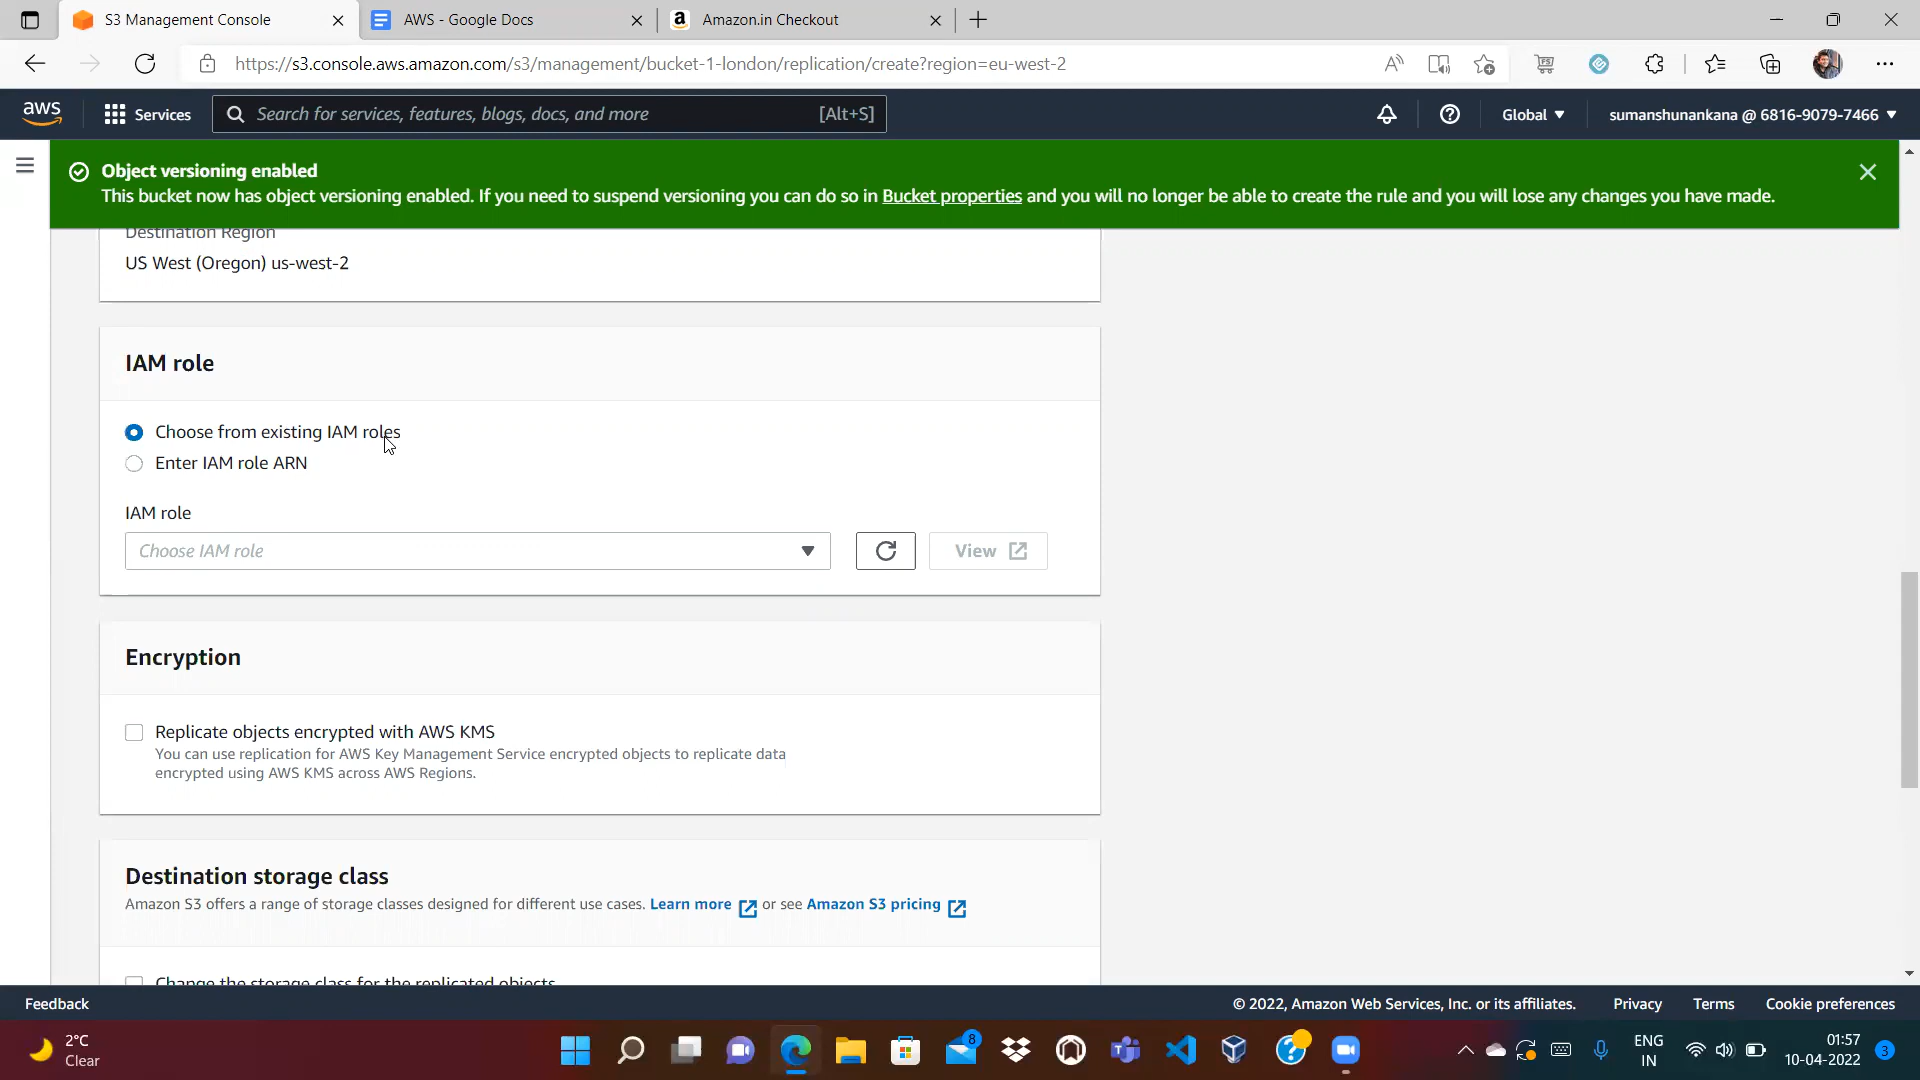 S3 Management Console
AWS - Google Docs
Amazon.in Checkout
https://s3.console.aws.amazon.com/s3/management/bucket-1-london/replication/create?region=eu-west-2
aws
Services
Search for services, features, blogs, docs, and more [Alt+S]
Global
sumanshunankana @ 6816-9079-7466
Object versioning enabled
This bucket now has object versioning enabled. If you need to suspend versioning you can do so in Bucket properties and you will no longer be able to create the rule and you will lose any changes you have made.
Destination Region
US West (Oregon) us-west-2
IAM role
Choose from existing IAM roles
Enter IAM role ARN
IAM role
Choose IAM role
View
Encryption
Replicate objects encrypted with AWS KMS
You can use replication for AWS Key Management Service encrypted objects to replicate data
encrypted using AWS KMS across AWS Regions.
Destination storage class
Amazon S3 offers a range of storage classes designed for different use cases. Learn more or see Amazon S3 pricing
Change the storage class for the replicated objects
Feedback
© 2022, Amazon Web Services, Inc. or its affiliates. Privacy Terms Cookie preferences
2°C
Clear
8
ENG
IN
01:57
10-04-2022
3